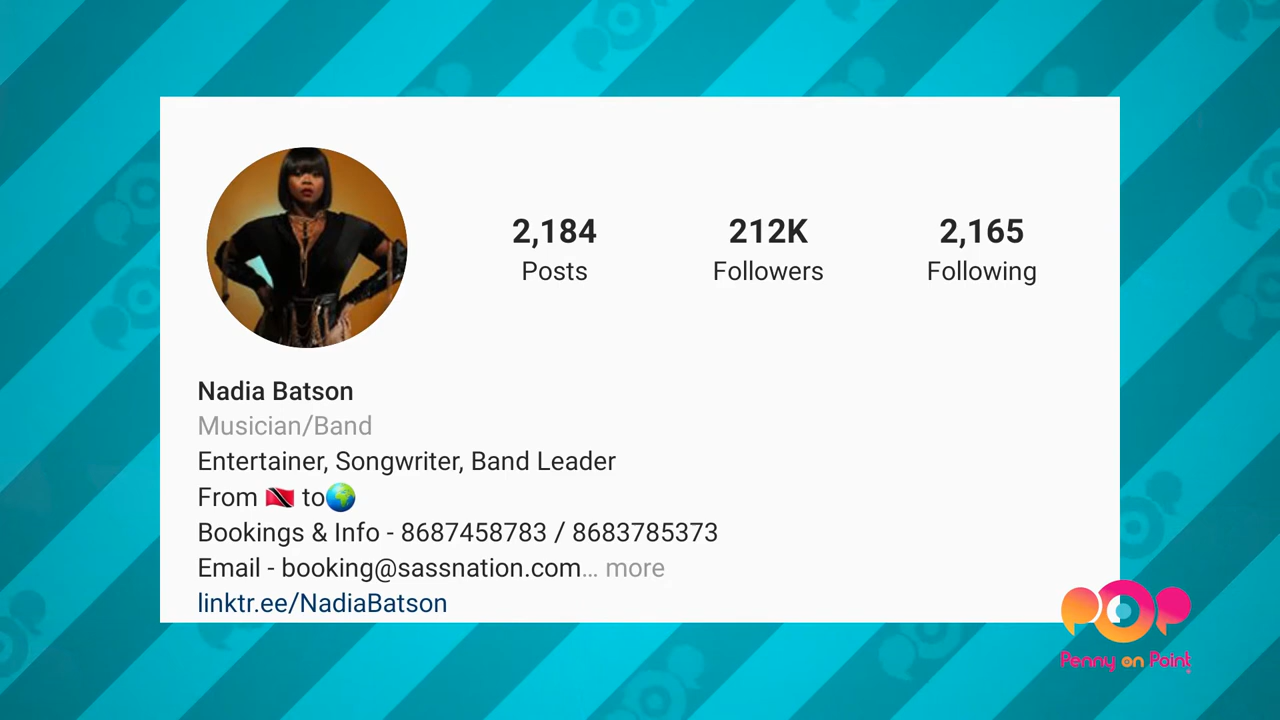 2,184 212K 2,165
Posts Followers Following
Nadia Batson
Musician/Band
Entertainer, Songwriter, Band Leader
From 🇹🇹 to🌍
Bookings & Info - 8687458783 / 8683785373
Email - booking@sassnation.com... more
linktr.ee/NadiaBatson
POP
Penny on Point